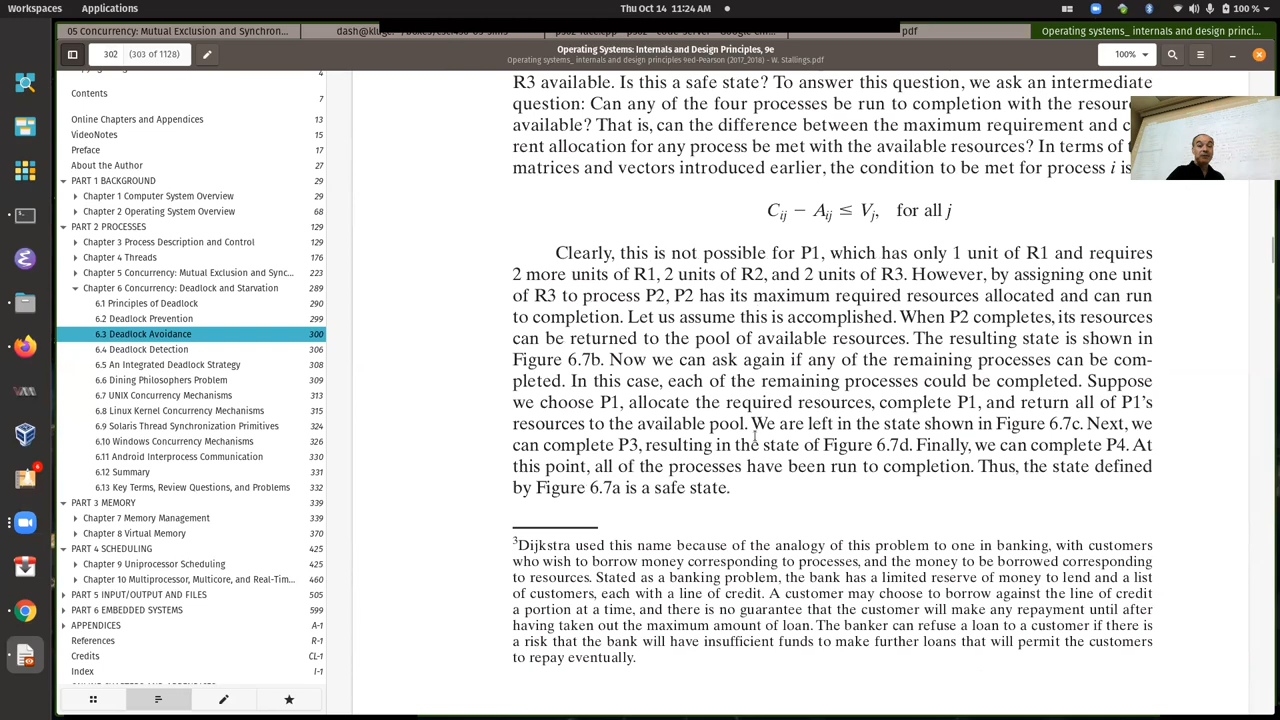 Workspaces Applications Thu Oct 14 11:24 AM 100 %
05 Concurrency: Mutual Exclusion and Synchron... pdf Operating systems_ internals and design princi...
302 (303 of 1128) Operating Systems: Internals and Design Principles, 9e 100%
Operating systems_ internals and design principles 9ed-Pearson (2017_2018) - W. Stallings.pdf
4
Contents 7
Online Chapters and Appendices 13
VideoNotes 15
Preface 17
About the Author 27
PART 1 BACKGROUND 29
Chapter 1 Computer System Overview 29
Chapter 2 Operating System Overview 68
PART 2 PROCESSES 129
Chapter 3 Process Description and Control 129
Chapter 4 Threads 176
Chapter 5 Concurrency: Mutual Exclusion and Sync... 223
Chapter 6 Concurrency: Deadlock and Starvation 289
6.1 Principles of Deadlock 290
6.2 Deadlock Prevention 299
6.3 Deadlock Avoidance 300
6.4 Deadlock Detection 306
6.5 An Integrated Deadlock Strategy 308
6.6 Dining Philosophers Problem 309
6.7 UNIX Concurrency Mechanisms 313
6.8 Linux Kernel Concurrency Mechanisms 315
6.9 Solaris Thread Synchronization Primitives 324
6.10 Windows Concurrency Mechanisms 326
6.11 Android Interprocess Communication 330
6.12 Summary 331
6.13 Key Terms, Review Questions, and Problems 332
PART 3 MEMORY 339
Chapter 7 Memory Management 339
Chapter 8 Virtual Memory 370
PART 4 SCHEDULING 425
Chapter 9 Uniprocessor Scheduling 425
Chapter 10 Multiprocessor, Multicore, and Real-Tim... 460
PART 5 INPUT/OUTPUT AND FILES 505
PART 6 EMBEDDED SYSTEMS 599
APPENDICES A-1
References R-1
Credits CL-1
Index I-1
6
R3 available. Is this a safe state? To answer this question, we ask an intermediate
question: Can any of the four processes be run to completion with the resour
available? That is, can the difference between the maximum requirement and c
rent allocation for any process be met with the available resources? In terms of
matrices and vectors introduced earlier, the condition to be met for process i is
Cij − Aij ≤ Vj, for all j
Clearly, this is not possible for P1, which has only 1 unit of R1 and requires
2 more units of R1, 2 units of R2, and 2 units of R3. However, by assigning one unit
of R3 to process P2, P2 has its maximum required resources allocated and can run
to completion. Let us assume this is accomplished. When P2 completes, its resources
can be returned to the pool of available resources. The resulting state is shown in
Figure 6.7b. Now we can ask again if any of the remaining processes can be com-
pleted. In this case, each of the remaining processes could be completed. Suppose
we choose P1, allocate the required resources, complete P1, and return all of P1's
resources to the available pool. We are left in the state shown in Figure 6.7c. Next, we
can complete P3, resulting in the state of Figure 6.7d. Finally, we can complete P4. At
this point, all of the processes have been run to completion. Thus, the state defined
by Figure 6.7a is a safe state.
3Dijkstra used this name because of the analogy of this problem to one in banking, with customers
who wish to borrow money corresponding to processes, and the money to be borrowed corresponding
to resources. Stated as a banking problem, the bank has a limited reserve of money to lend and a list
of customers, each with a line of credit. A customer may choose to borrow against the line of credit
a portion at a time, and there is no guarantee that the customer will make any repayment until after
having taken out the maximum amount of loan. The banker can refuse a loan to a customer if there is
a risk that the bank will have insufficient funds to make further loans that will permit the customers
to repay eventually.